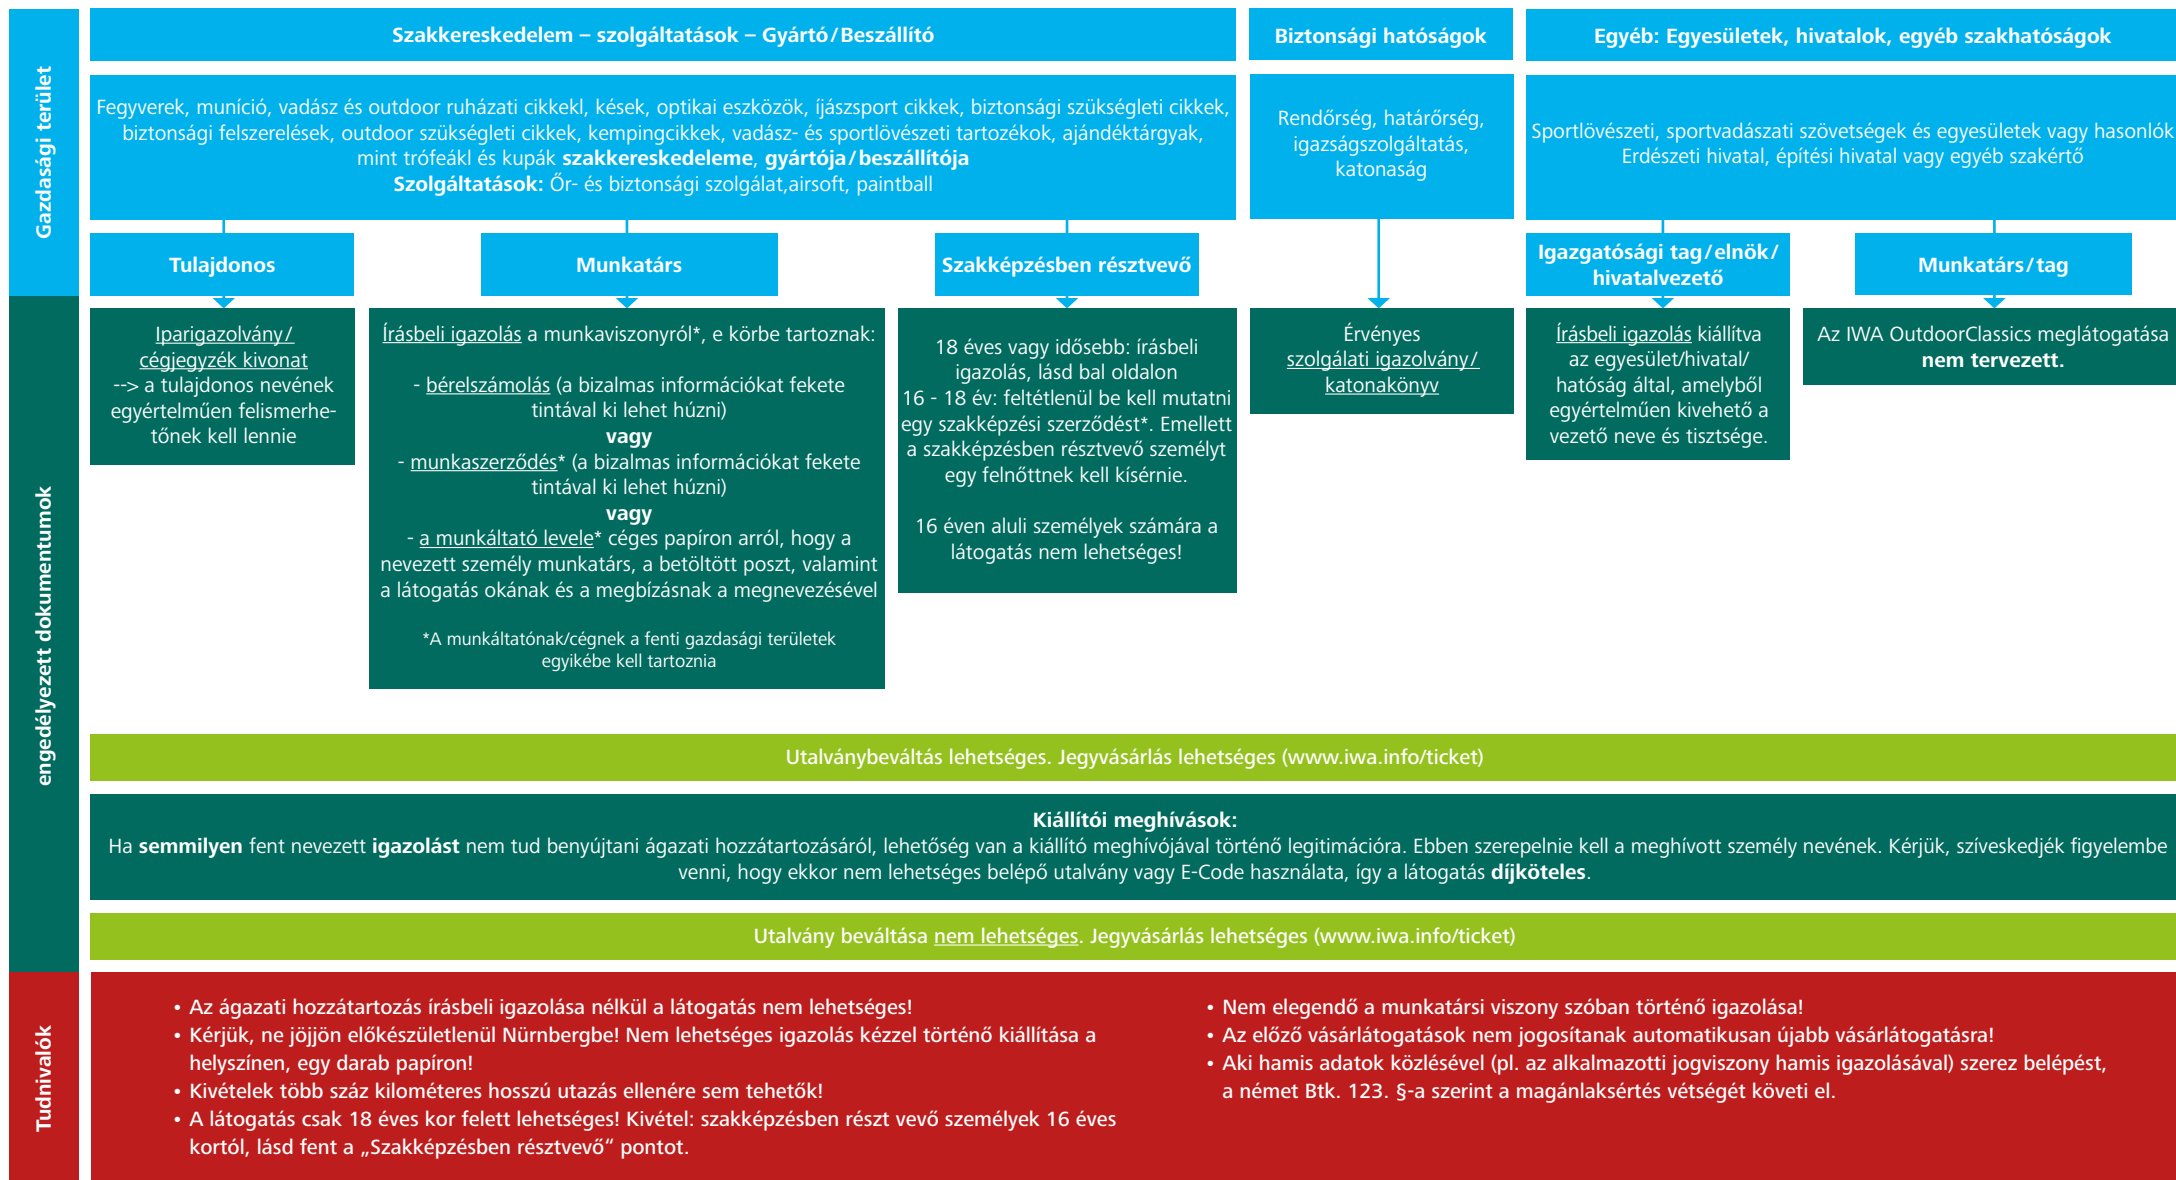 Gazdasági terület
Szakkereskedelem – szolgáltatások – Gyártó/Beszállító
Fegyverek, muníció, vadász és outdoor ruházati cikkekl, kések, optikai eszközök, íjászsport cikkek, biztonsági szükségleti cikkek,
biztonsági felszerelések, outdoor szükségleti cikkek, kempingcikkek, vadász- és sportlövészeti tartozékok, ajándéktárgyak,
mint trófeákl és kupák szakkereskedeleme, gyártója/beszállítója
Szolgáltatások: Őr- és biztonsági szolgálat,airsoft, paintball
Biztonsági hatóságok
Rendőrség, határőrség,
igazságszolgáltatás,
katonaság
Egyéb: Egyesületek, hivatalok, egyéb szakhatóságok
Sportlövészeti, sportvadászati szövetségek és egyesületek vagy hasonlók
Erdészeti hivatal, építési hivatal vagy egyéb szakértő
Tulajdonos
Munkatárs
Szakképzésben résztvevő
Igazgatósági tag/elnök/
hivatalvezető
Munkatárs/tag
engedélyezett dokumentumok
Iparigazolvány/
cégjegyzék kivonat
--> a tulajdonos nevének
egyértelműen felismerhe-
tőnek kell lennie
Írásbeli igazolás a munkaviszonyról*, e körbe tartoznak:
- bérelszámolás (a bizalmas információkat fekete
tintával ki lehet húzni)
vagy
- munkaszerződés* (a bizalmas információkat fekete
tintával ki lehet húzni)
vagy
- a munkáltató levele* céges papíron arról, hogy a
nevezett személy munkatárs, a betöltött poszt, valamint
a látogatás okának és a megbízásnak a megnevezésével
*A munkáltatónak/cégnek a fenti gazdasági területek
egyikébe kell tartoznia
18 éves vagy idősebb: írásbeli
igazolás, lásd bal oldalon
16 - 18 év: feltétlenül be kell mutatni
egy szakképzési szerződést*. Emellett
a szakképzésben résztvevő személyt
egy felnőttnek kell kísérnie.
16 éven aluli személyek számára a
látogatás nem lehetséges!
Érvényes
szolgálati igazolvány/
katonakönyv
Írásbeli igazolás kiállítva
az egyesület/hivatal/
hatóság által, amelyből
egyértelműen kivehető a
vezető neve és tisztsége.
Az IWA OutdoorClassics meglátogatása
nem tervezett.
Utalványbeváltás lehetséges. Jegyvásárlás lehetséges (www.iwa.info/ticket)
Kiállítói meghívások:
Ha semmilyen fent nevezett igazolást nem tud benyújtani ágazati hozzátartozásáról, lehetőség van a kiállító meghívójával történő legitimációra. Ebben szerepelnie kell a meghívott személy nevének. Kérjük, szíveskedjék figyelembe
venni, hogy ekkor nem lehetséges belépő utalvány vagy E-Code használata, így a látogatás díjköteles.
Utalvány beváltása nem lehetséges. Jegyvásárlás lehetséges (www.iwa.info/ticket)
Tudnivalók
• Az ágazati hozzátartozás írásbeli igazolása nélkül a látogatás nem lehetséges!
• Kérjük, ne jöjjön előkészületlenül Nürnbergbe! Nem lehetséges igazolás kézzel történő kiállítása a
helyszínen, egy darab papíron!
• Kivételek több száz kilométeres hosszú utazás ellenére sem tehetők!
• A látogatás csak 18 éves kor felett lehetséges! Kivétel: szakképzésben részt vevő személyek 16 éves
kortól, lásd fent a „Szakképzésben résztvevő“ pontot.
• Nem elegendő a munkatársi viszony szóban történő igazolása!
• Az előző vásárlátogatások nem jogosítanak automatikusan újabb vásárlátogatásra!
• Aki hamis adatok közlésével (pl. az alkalmazotti jogviszony hamis igazolásával) szerez belépést,
a német Btk. 123. §-a szerint a magánlaksértés vétségét követi el.